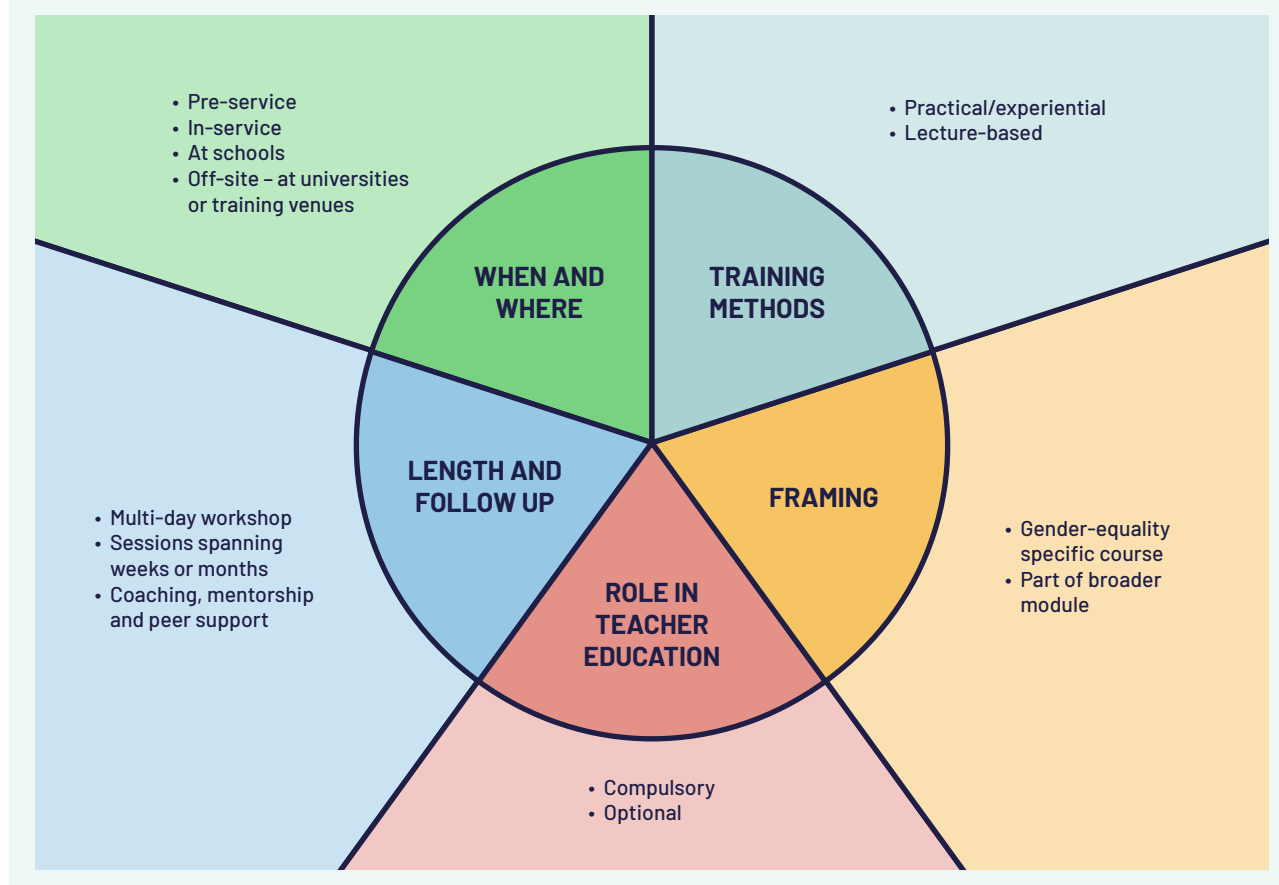 • Pre-service
• In-service
• At schools
• Off-site – at universities
or training venues
• Practical/experiential
• Lecture-based
WHEN AND
WHERE
TRAINING
METHODS
LENGTH AND
FOLLOW UP
FRAMING
• Multi-day workshop
• Sessions spanning
weeks or months
• Coaching, mentorship
and peer support
• Gender-equality
specific course
• Part of broader
module
ROLE IN
TEACHER
EDUCATION
• Compulsory
• Optional